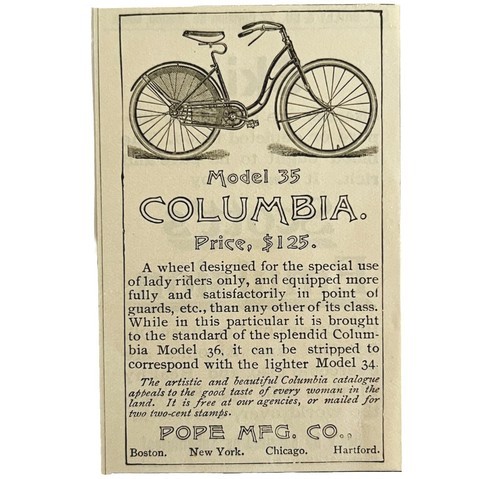 Model 35
COLUMBIA.
Price, $125.
A wheel designed for the special use
of lady riders only, and equipped more
fully and satisfactorily in point of
guards, etc., than any other of its class.
While in this particular it is brought
to the standard of the splendid Colum-
bia Model 36, it can be stripped to
correspond with the lighter Model 34.
The artistic and beautiful Columbia catalogue
appeals to the good taste of every woman in the
land. It is free at our agencies, or mailed for
two two-cent stamps.
POPE MFG. CO.,
Boston. New York. Chicago. Hartford.